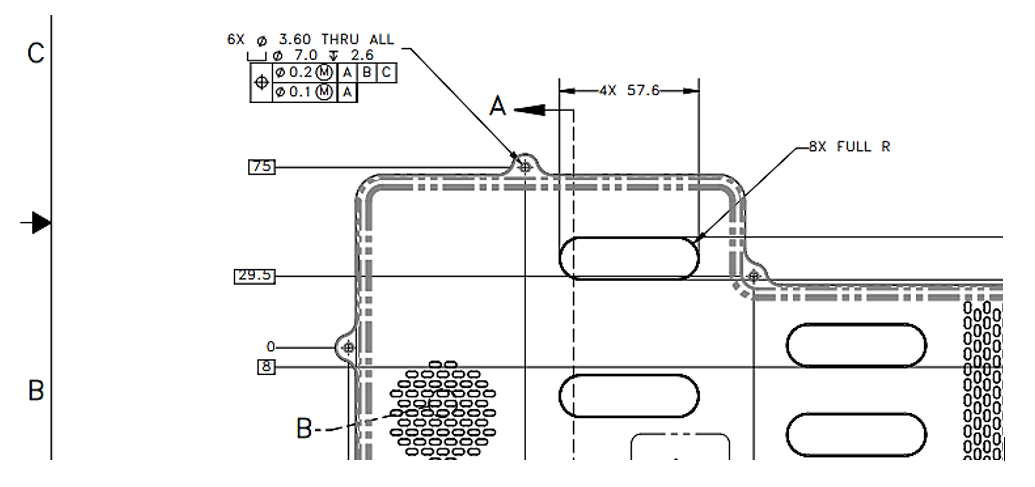 C
6X ⌀ 3.60 THRU ALL
⌴ ⌀ 7.0 ↧ 2.6
⌖ ⌀0.2 Ⓜ A B C
⌀0.1 Ⓜ A
4X 57.6
A
8X FULL R
75
29.5
0
8
B
B